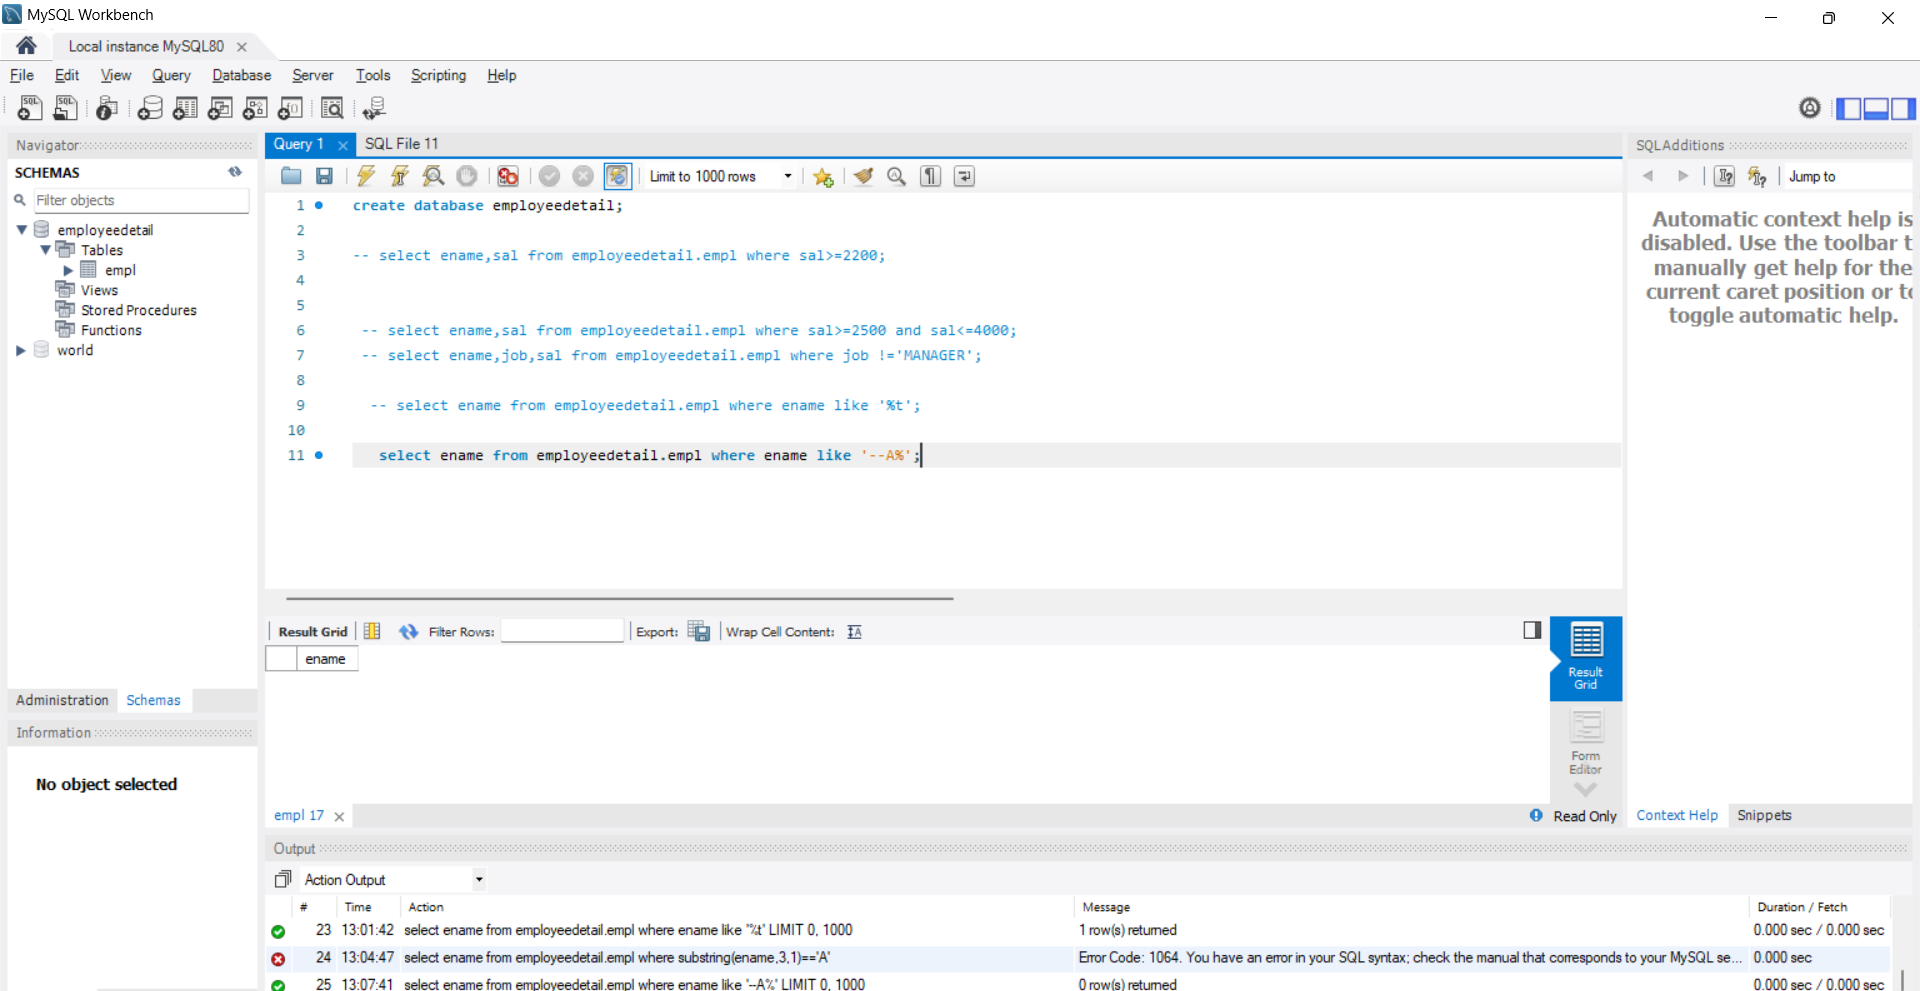 MySQL Workbench
Local instance MySQL80
File Edit View Query Database Server Tools Scripting Help
Navigator
SCHEMAS
Filter objects
employeedetail
Tables
empl
Views
Stored Procedures
Functions
world
Administration Schemas
Information
No object selected
Query 1 SQL File 11
Limit to 1000 rows
1 create database employeedetail;
2
3 -- select ename,sal from employeedetail.empl where sal>=2200;
4
5
6 -- select ename,sal from employeedetail.empl where sal>=2500 and sal<=4000;
7 -- select ename,job,sal from employeedetail.empl where job !='MANAGER';
8
9 -- select ename from employeedetail.empl where ename like '%t';
10
11 select ename from employeedetail.empl where ename like '--A%';
Result Grid Filter Rows: Export: Wrap Cell Content:
ename
Result
Grid
Form
Editor
empl 17 Read Only
SQLAdditions
Jump to
Automatic context help is
disabled. Use the toolbar t
manually get help for the
current caret position or to
toggle automatic help.
Context Help Snippets
Output
Action Output
# Time Action Message Duration / Fetch
23 13:01:42 select ename from employeedetail.empl where ename like '%t' LIMIT 0, 1000 1 row(s) returned 0.000 sec / 0.000 sec
24 13:04:47 select ename from employeedetail.empl where substring(ename,3,1)=='A' Error Code: 1064. You have an error in your SQL syntax; check the manual that corresponds to your MySQL se... 0.000 sec
25 13:07:41 select ename from employeedetail.empl where ename like '--A%' LIMIT 0, 1000 0 row(s) returned 0.000 sec / 0.000 sec